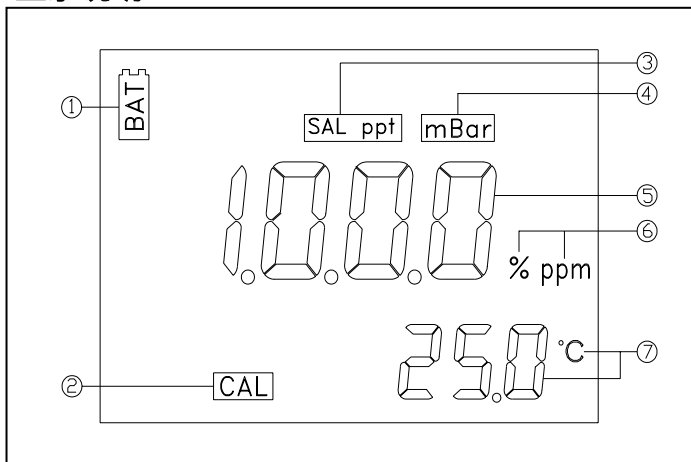 ③
SAL ppt mBar ④
① BAT
1.0.0.0 ⑤
% ppm ⑥
25.0 °C ⑦
② CAL